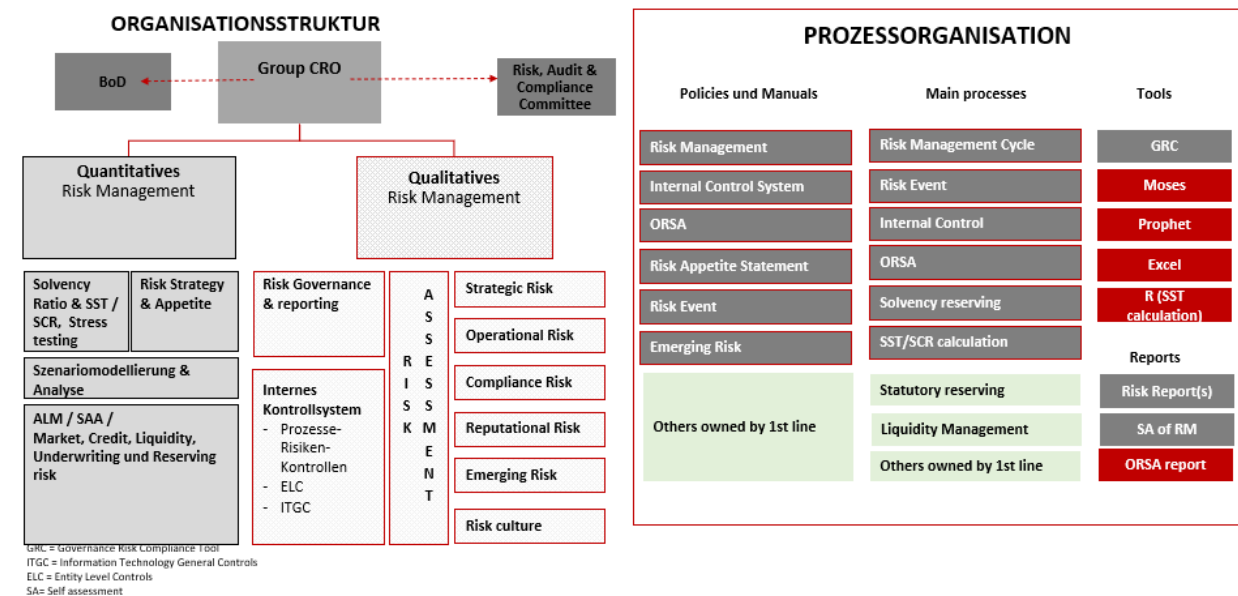 ORGANISATIONSSTRUKTUR
BoD
Group CRO
Risk, Audit &
Compliance
Committee
Quantitatives
Risk Management
Qualitatives
Risk Management
Solvency
Ratio & SST /
SCR, Stress
testing
Risk Strategy
& Appetite
Szenariomodellierung &
Analyse
ALM / SAA /
Market, Credit, Liquidity,
Underwriting und Reserving
risk
Risk Governance
& reporting
Internes
Kontrollsystem
- Prozesse-
Risiken-
Kontrollen
- ELC
- ITGC
RISK
ASSESSMENT
Strategic Risk
Operational Risk
Compliance Risk
Reputational Risk
Emerging Risk
Risk culture
GRC = Governance Risk Compliance Tool
ITGC = Information Technology General Controls
ELC = Entity Level Controls
SA= Self assessment
PROZESSORGANISATION
Policies und Manuals
Risk Management
Internal Control System
ORSA
Risk Appetite Statement
Risk Event
Emerging Risk
Others owned by 1st line
Main processes
Risk Management Cycle
Risk Event
Internal Control
ORSA
Solvency reserving
SST/SCR calculation
Statutory reserving
Liquidity Management
Others owned by 1st line
Tools
GRC
Moses
Prophet
Excel
R (SST
calculation)
Reports
Risk Report(s)
SA of RM
ORSA report